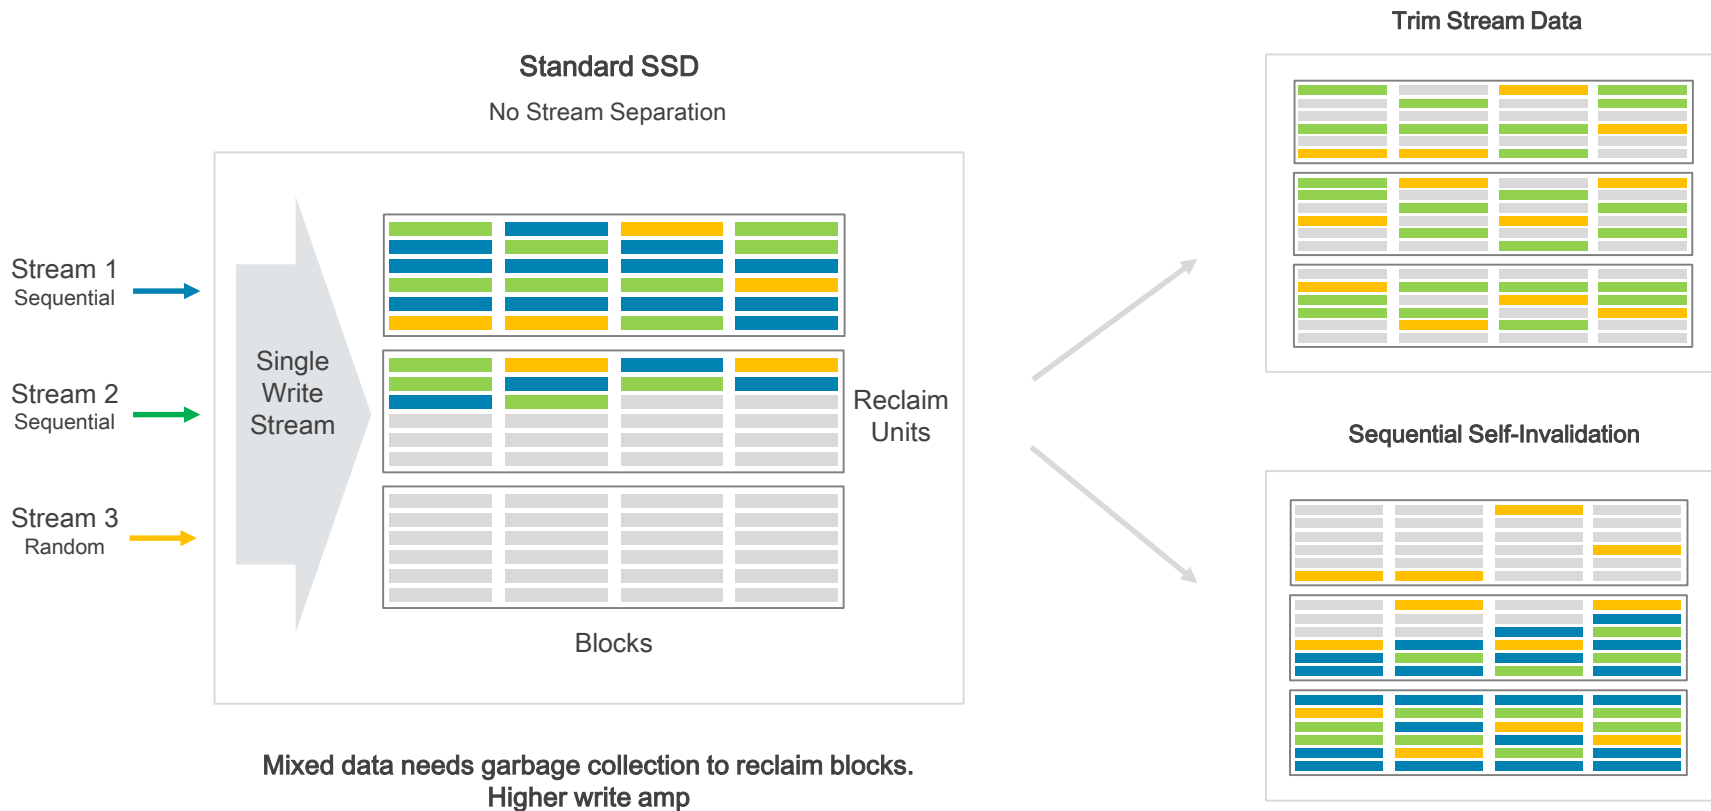 Trim Stream Data
Standard SSD
No Stream Separation
Stream 1
Sequential
Stream 2
Sequential
Stream 3
Random
Single
Write
Stream
Reclaim
Units
Blocks
Sequential Self-Invalidation
Mixed data needs garbage collection to reclaim blocks.
Higher write amp